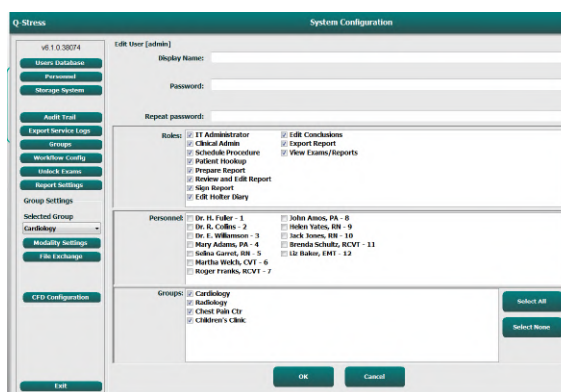 Q-Stress
System Configuration
v6.1.0.38074
Users Database
Personnel
Storage System
Audit Trail
Export Service Logs
Groups
Workflow Config
Unlock Exams
Report Settings
Group Settings
Selected Group
Cardiology
Modality Settings
File Exchange
CFD Configuration
Exit
Edit User [admin]
Display Name:
Password:
Repeat password:
Roles:
IT Administrator
Clinical Admin
Schedule Procedure
Patient Hookup
Prepare Report
Review and Edit Report
Sign Report
Edit Holter Diary
Edit Conclusions
Export Report
View Exams/Reports
Personnel:
Dr. H. Fuler - 1
Dr. R. Collins - 2
Dr. E. Williamson - 3
Mary Adams, PA - 4
Selina Garret, RN - 5
Martha Welch, CVT - 6
Roger Franks, RCVT - 7
John Amos, PA - 8
Helen Yates, RN - 9
Jack Jones, RN - 10
Brenda Schultz, RCVT - 11
Liz Baker, EMT - 12
Groups:
Cardiology
Radiology
Chest Pain Ctr
Children's Clinic
Select All
Select None
OK
Cancel